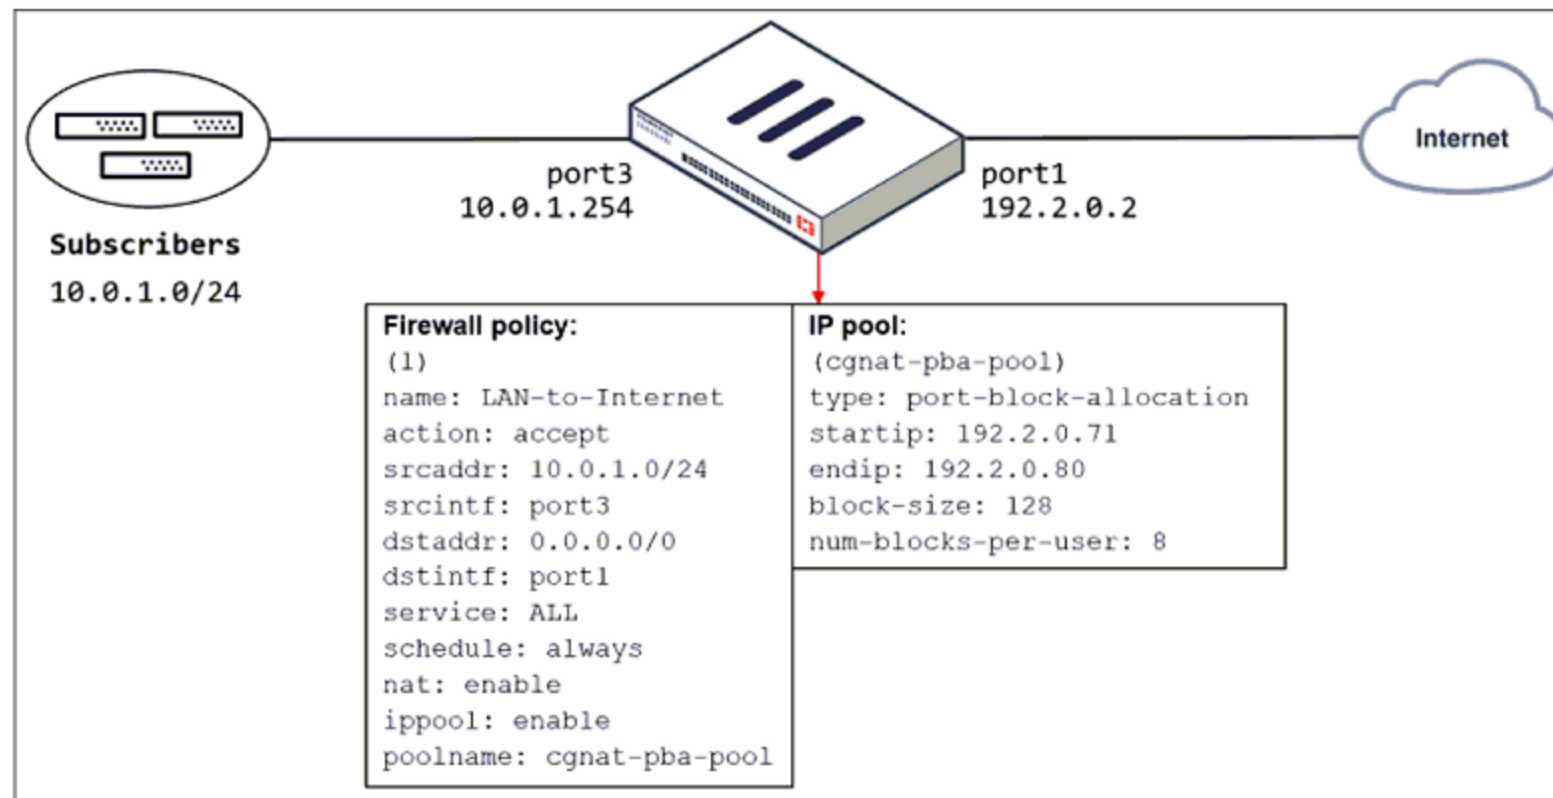 Subscribers
10.0.1.0/24
port3
10.0.1.254
port1
192.2.0.2
Internet
Firewall policy:
(1)
name: LAN-to-Internet
action: accept
srcaddr: 10.0.1.0/24
srcintf: port3
dstaddr: 0.0.0.0/0
dstintf: port1
service: ALL
schedule: always
nat: enable
ippool: enable
poolname: cgnat-pba-pool
IP pool:
(cgnat-pba-pool)
type: port-block-allocation
startip: 192.2.0.71
endip: 192.2.0.80
block-size: 128
num-blocks-per-user: 8